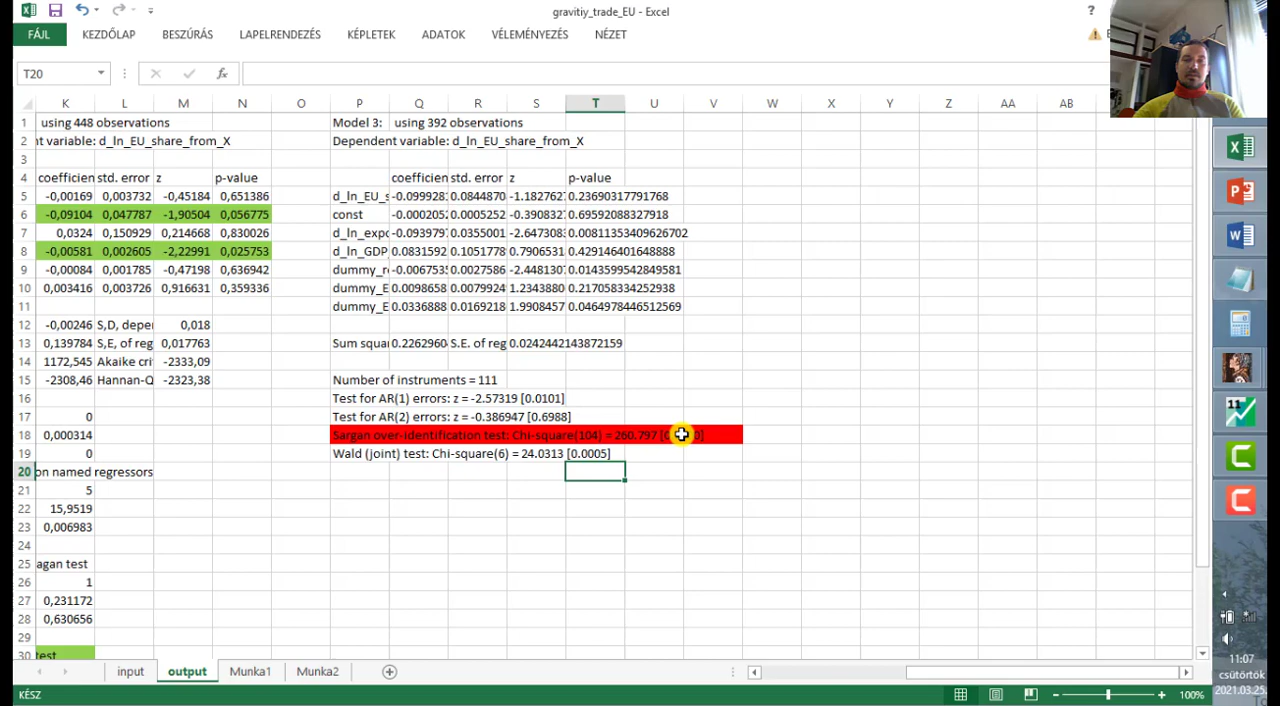 gravitiy_trade_EU - Excel
?
FÁJL KEZDŐLAP BESZÚRÁS LAPELRENDEZÉS KÉPLETEK ADATOK VÉLEMÉNYEZÉS NÉZET
T20
K L M N O P Q R S T U V W X Y Z AA AB
1 using 448 observations Model 3: using 392 observations
2 t variable: d_ln_EU_share_from_X Dependent variable: d_ln_EU_share_from_X
3
4 coefficien std. error z p-value coefficien std. error z p-value
5 -0,00169 0,003732 -0,45184 0,651386 d_ln_EU_s -0.0999283 0.0844870 -1.18276 0.23690317791768
6 -0,09104 0,047787 -1,90504 0,056775 const -0.0002052 0.0005252 -0.390832 0.69592088327918
7 0,0324 0,150929 0,214668 0,830026 d_ln_expo -0.0939797 0.0355001 -2.6473083 0.00811353409626702
8 -0,00581 0,002605 -2,22991 0,025753 d_ln_GDP 0.0831592 0.1051778 0.7906531 0.429146401648888
9 -0,00084 0,001785 -0,47198 0,636942 dummy_r -0.0067535 0.0027586 -2.4481307 0.0143599542849581
10 0,003416 0,003726 0,916631 0,359336 dummy_E 0.0098658 0.0079924 1.2343880 0.217058334252938
11 dummy_E 0.0336888 0.0169218 1.9908457 0.0464978446512639
12 -0,00246 S,D, depe 0,018
13 0,139784 S,E, of reg 0,017763 Sum squa 0.2262960 S.E. of reg 0.0242442143872159
14 1172,545 Akaike cri -2333,09
15 -2308,46 Hannan-Q -2323,38 Number of instruments = 111
16 Test for AR(1) errors: z = -2.57319 [0.0101]
17 0 Test for AR(2) errors: z = -0.386947 [0.6988]
18 0,000314 Sargan over-identification test: Chi-square(104) = 260.797
19 0 Wald (joint) test: Chi-square(6) = 24.0313 [0.0005]
20 on named regressors
21 5
22 15,9519
23 0,006983
24
25 agan test
26 1
27 0,231172
28 0,630656
29
30 test
input output Munka1 Munka2
KÉSZ 100%
11:07
csütörtök
2021.03.25.